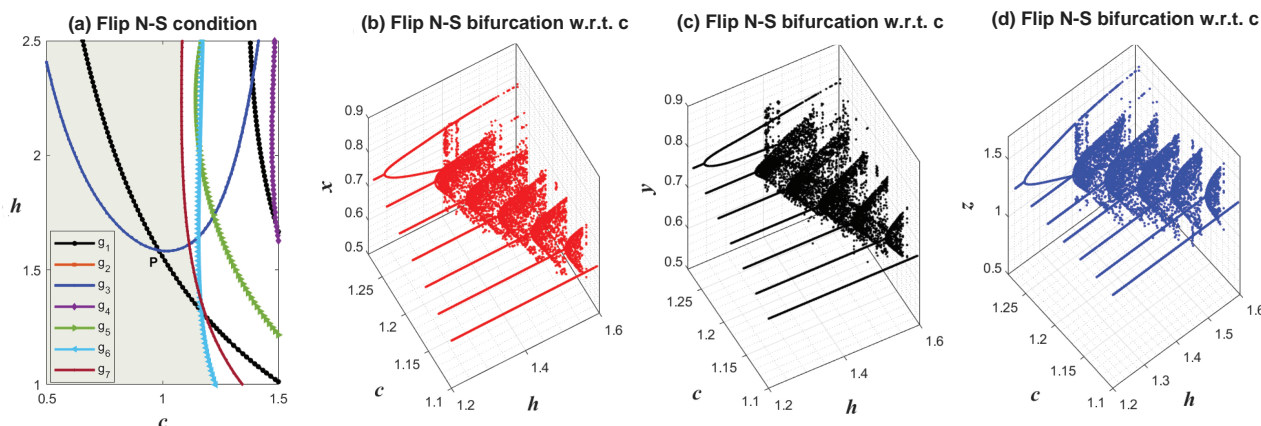 (a) Flip N-S condition
2.5
2
h
1.5
1
P
g1
g2
g3
g4
g5
g6
g7
0.5
1
1.5
c
(b) Flip N-S bifurcation w.r.t. c
0.9
0.8
x
0.7
0.6
0.5
1.25
1.2
1.15
1.1
c
1.2
1.4
1.6
h
(c) Flip N-S bifurcation w.r.t. c
0.9
0.8
y
0.7
0.6
0.5
1.25
1.2
1.15
1.1
c
1.2
1.4
1.6
h
(d) Flip N-S bifurcation w.r.t. c
1.5
z
1
0.5
1.25
1.2
1.15
1.1
c
1.2
1.3
1.4
1.5
1.6
h